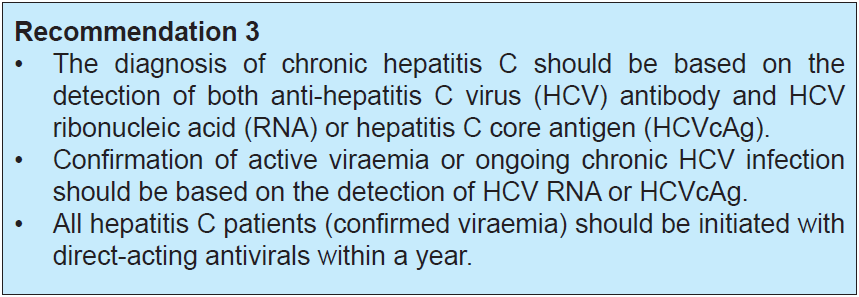 Recommendation 3
• The diagnosis of chronic hepatitis C should be based on the
detection of both anti-hepatitis C virus (HCV) antibody and HCV
ribonucleic acid (RNA) or hepatitis C core antigen (HCVcAg).
• Confirmation of active viraemia or ongoing chronic HCV infection
should be based on the detection of HCV RNA or HCVcAg.
• All hepatitis C patients (confirmed viraemia) should be initiated with
direct-acting antivirals within a year.